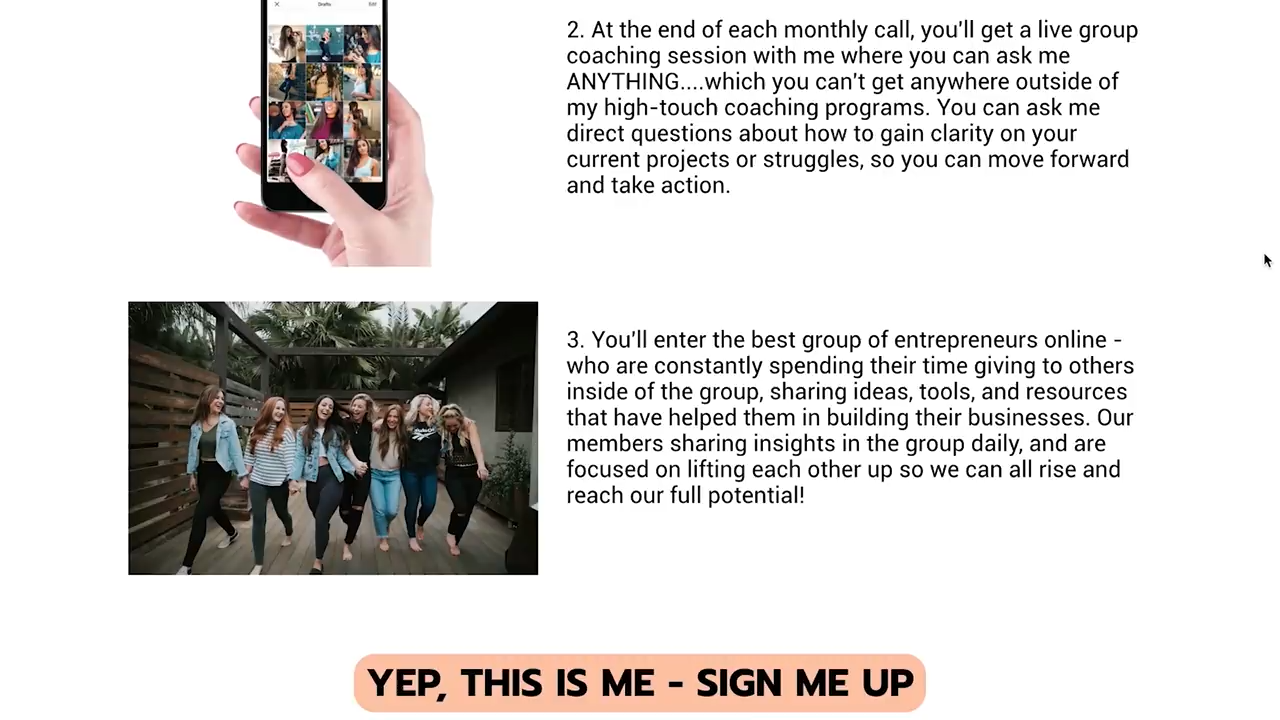 Drafts
Edit
2. At the end of each monthly call, you'll get a live group
coaching session with me where you can ask me
ANYTHING....which you can't get anywhere outside of
my high-touch coaching programs. You can ask me
direct questions about how to gain clarity on your
current projects or struggles, so you can move forward
and take action.
3. You'll enter the best group of entrepreneurs online -
who are constantly spending their time giving to others
inside of the group, sharing ideas, tools, and resources
that have helped them in building their businesses. Our
members sharing insights in the group daily, and are
focused on lifting each other up so we can all rise and
reach our full potential!
YEP, THIS IS ME - SIGN ME UP